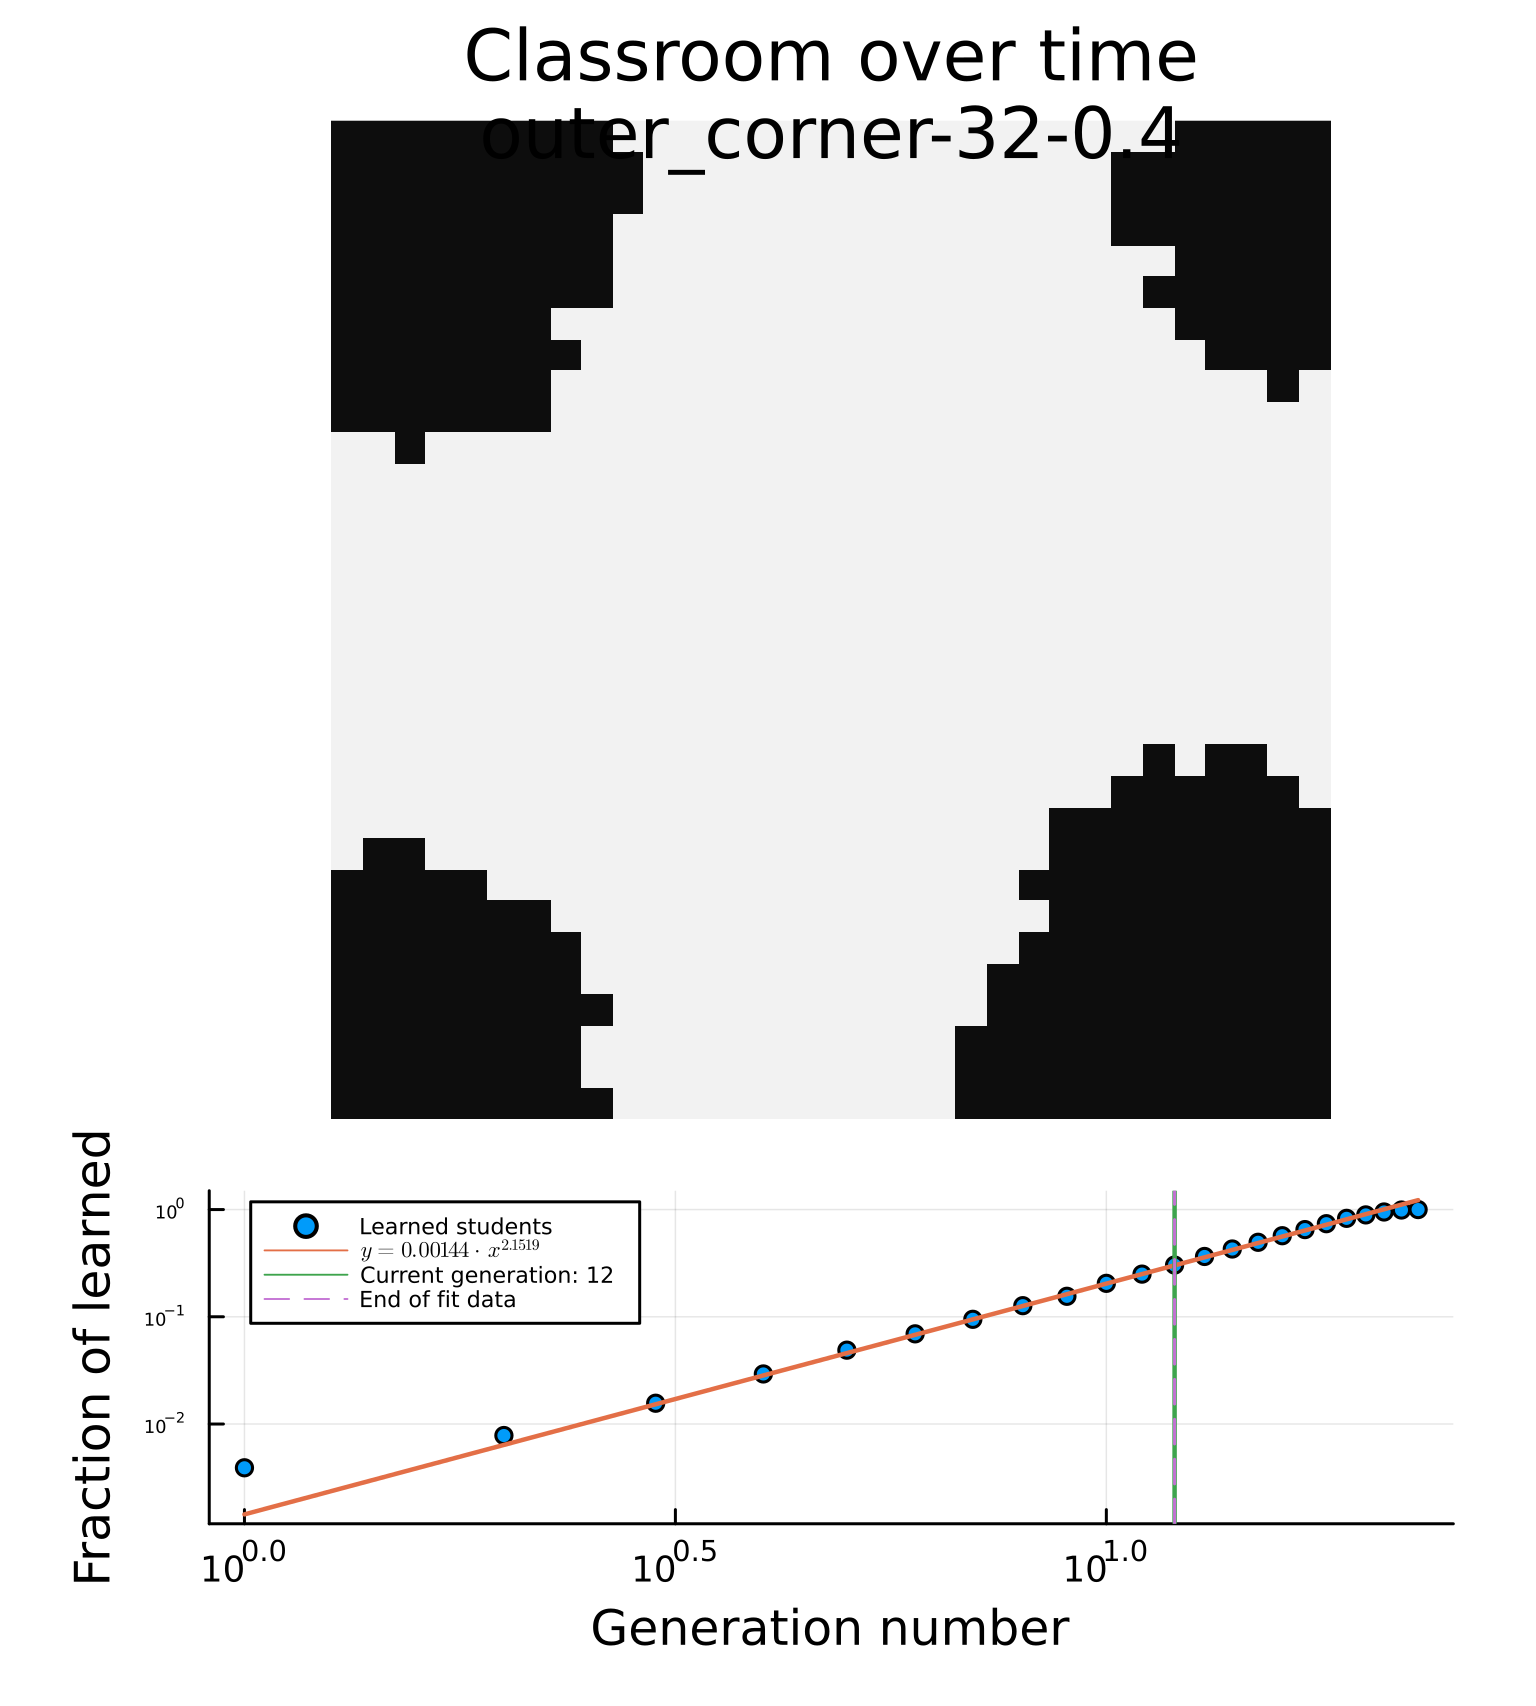 Classroom over time
outer_corner-32-0.4
Fraction of learned
10⁰
10⁻¹
10⁻²
Learned students
y = 0.00144 · x^2.1519
Current generation: 12
End of fit data
10^0.0
10^0.5
10^1.0
Generation number